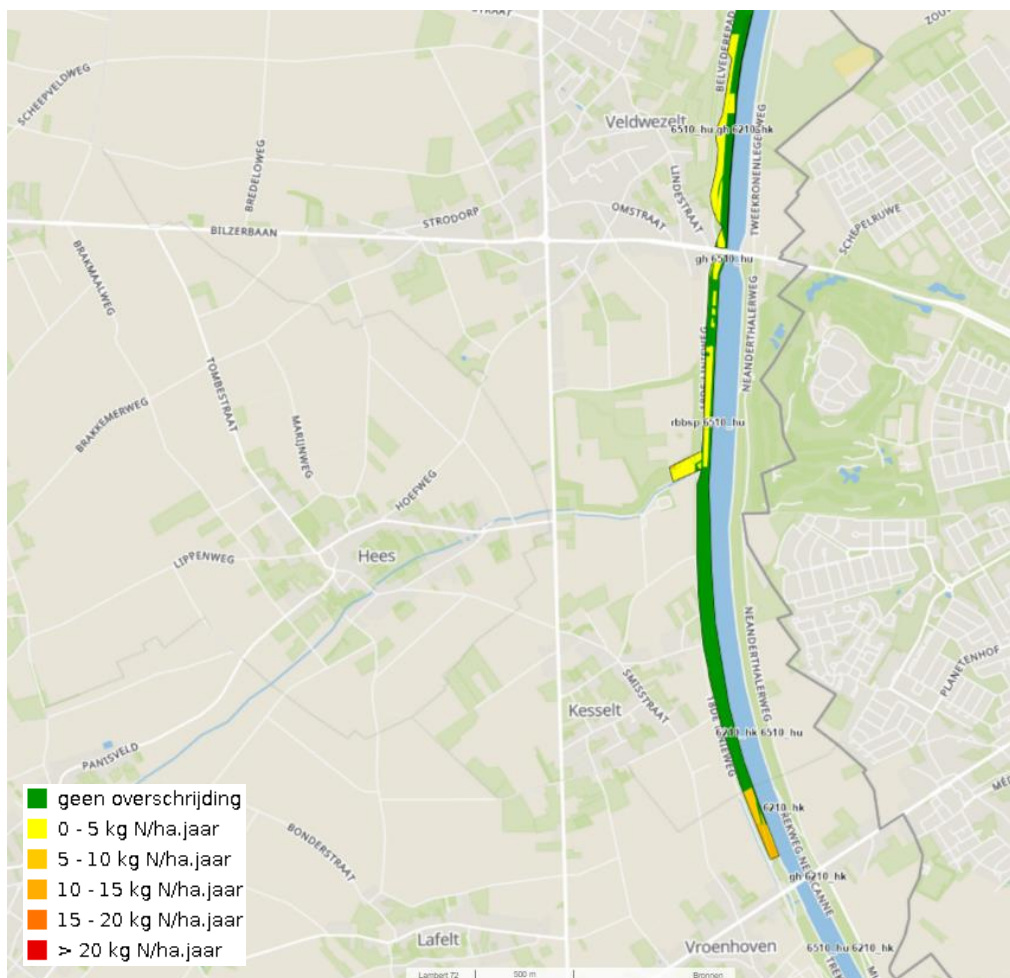 STRAAT
BELVEDEREPAD
ZOU
SCHEEPVELDWEG
Veldwezelt
6510_hu gh 6210_hk
TWEEKRONENLEGERWEG
BREDELOWEG
LINDESTRAAT
STRODORP
OMSTRAAT
SCHEPELRUWE
BILZERBAAN
BRAKMAALWEG
gh 6510_hu
NEANDERTHALERWEG
TOMBESTRAAT
rbbsp 6510_hu
BRAKKEMERWEG
MARIJNWEG
HOEFWEG
Hees
LIPPENWEG
NEANDERTHALERWEG
PLANETENHOF
SMISSTRAAT
Kesselt
6210_hk 6510_hu
PANISVELD
6210_hk
geen overschrijding
0 - 5 kg N/ha.jaar
5 - 10 kg N/ha.jaar
10 - 15 kg N/ha.jaar
15 - 20 kg N/ha.jaar
> 20 kg N/ha.jaar
BONDERSTRAAT
gh 6210_hk
Lafelt
Vroenhoven
6510_hu 6210_hk
Lambert 72
500 m
Bronnen